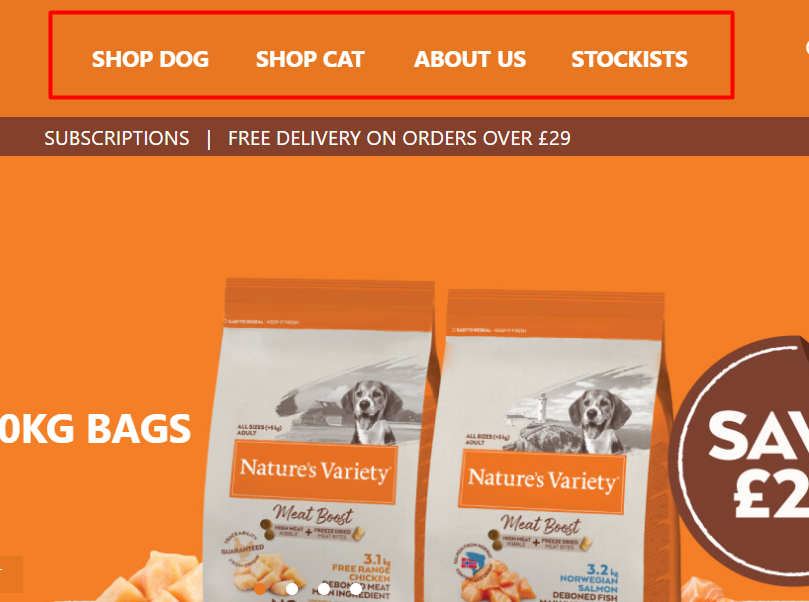 SHOP DOG SHOP CAT ABOUT US STOCKISTS
SUBSCRIPTIONS | FREE DELIVERY ON ORDERS OVER £29
0KG BAGS
EASY TO RESEAL - KEEP IT FRESH
ALL SIZES (+5kg)
ADULT
Nature's Variety
Meat Boost
HIGH MEAT KIBBLE + FREEZE DRIED MEAT BITES
TRACEABILITY
GUARANTEED
3.1kg
FREE RANGE
CHICKEN
DEBONED MEAT
MAIN INGREDIENT
NO
EASY TO RESEAL - KEEP IT FRESH
ALL SIZES (+5kg)
ADULT
Nature's Variety
Meat Boost
HIGH MEAT KIBBLE + FREEZE DRIED MEAT BITES
3.2kg
NORWEGIAN
SALMON
DEBONED FISH
SAV
£2